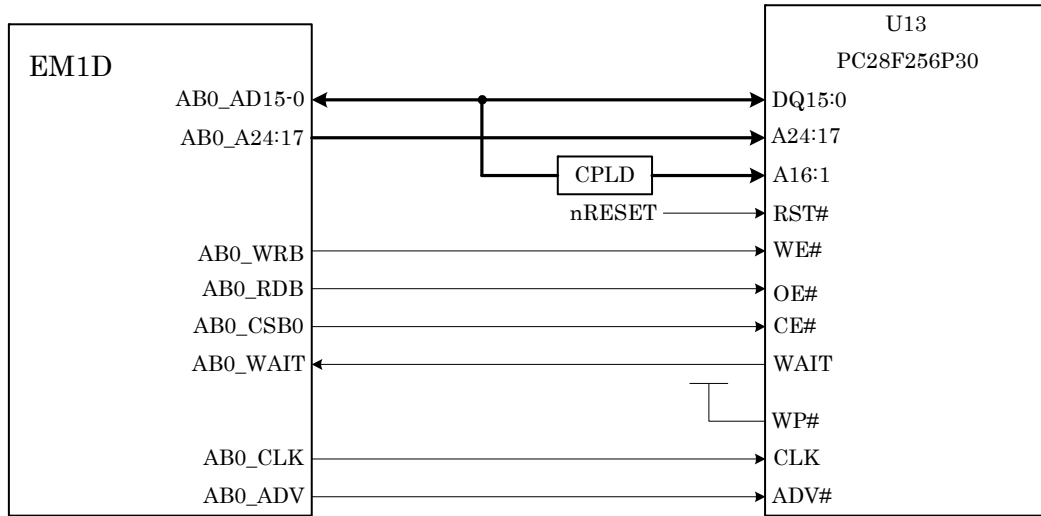 U13
PC28F256P30
EM1D
AB0_AD15-0
DQ15:0
AB0_A24:17
A24:17
CPLD
A16:1
nRESET
RST#
AB0_WRB
WE#
AB0_RDB
OE#
AB0_CSB0
CE#
AB0_WAIT
WAIT
WP#
AB0_CLK
CLK
AB0_ADV
ADV#